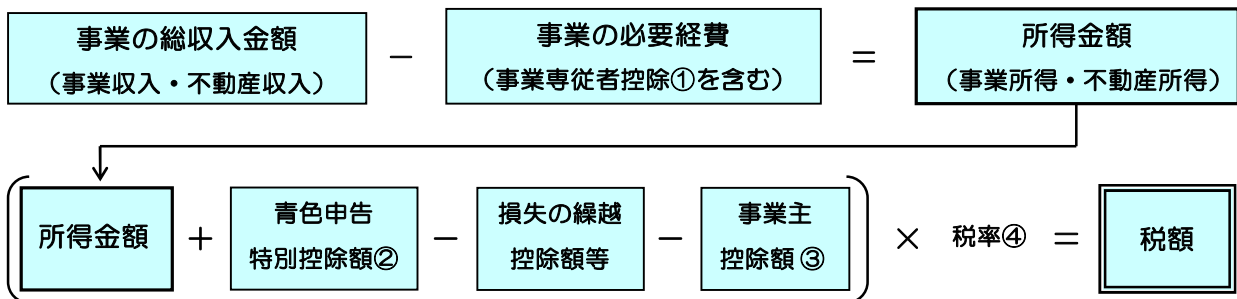 事業の総収入金額
（事業収入・不動産収入）
－
事業の必要経費
（事業専従者控除①を含む）
＝
所得金額
（事業所得・不動産所得）
所得金額
＋
青色申告
特別控除額②
－
損失の繰越
控除額等
－
事業主
控除額③
×
税率④
＝
税額